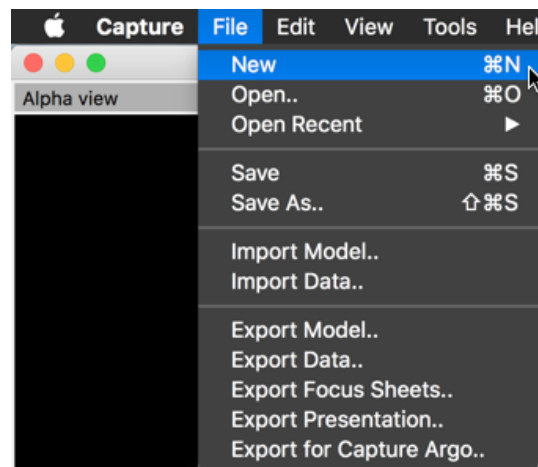 Capture File Edit View Tools Hel
Alpha view
New ⌘N
Open.. ⌘O
Open Recent ▶
Save ⌘S
Save As.. ⇧⌘S
Import Model..
Import Data..
Export Model..
Export Data..
Export Focus Sheets..
Export Presentation..
Export for Capture Argo..